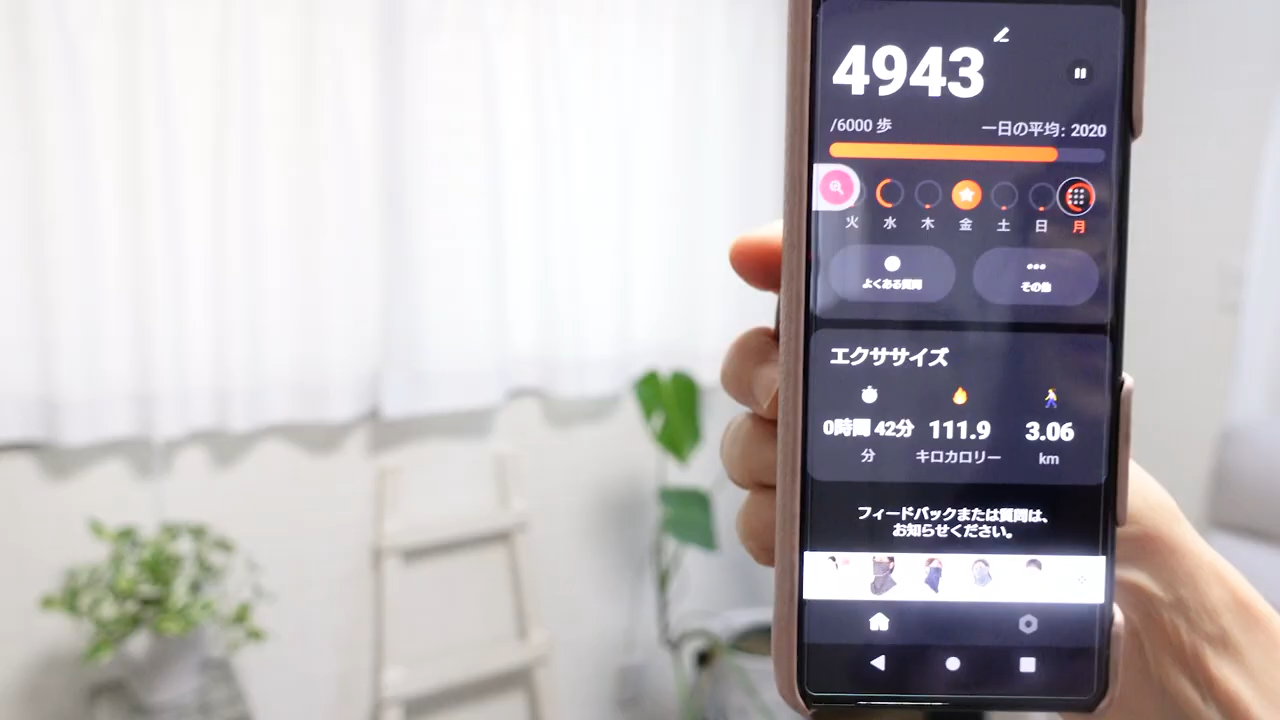 4943
/6000 歩
一日の平均: 2020
火 水 木 金 土 日 月
よくある質問
その他
エクササイズ
0時間 42分 111.9 3.06
分 キロカロリー km
フィードバックまたは質問は、
お知らせください。